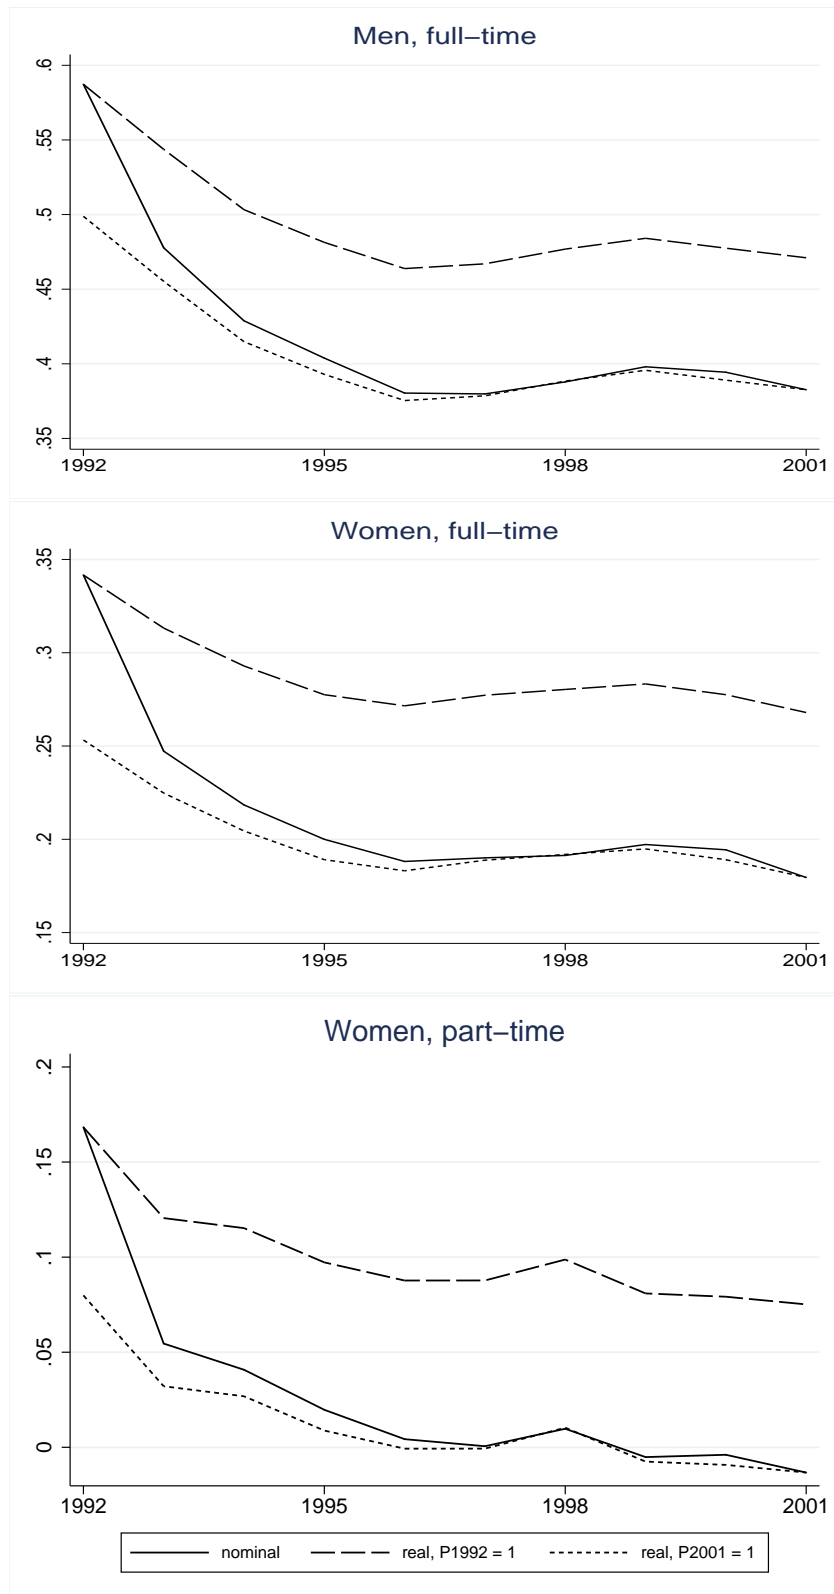 Men, full−time
.6
.55
.5
.45
.4
.35
1992 1995 1998 2001
Women, full−time
.35
.3
.25
.2
.15
1992 1995 1998 2001
Women, part−time
.2
.15
.1
.05
0
1992 1995 1998 2001
nominal real, P1992 = 1 real, P2001 = 1